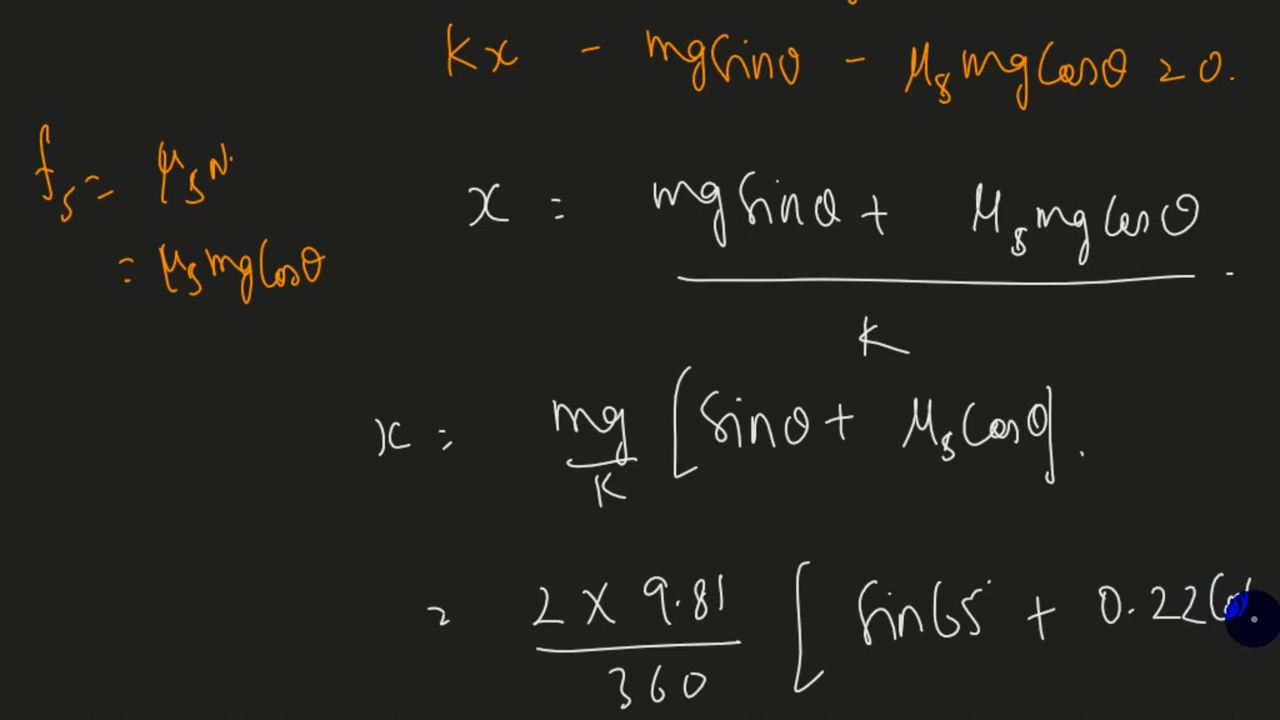 Kx - mg sinθ - μs mg cosθ = 0.
fs = μsN.
= μs mg cosθ
x = mg sinθ + μs mg cosθ
K
x = mg/K [sinθ + μs cosθ].
= 2 × 9.81/360 [sin65° + 0.22